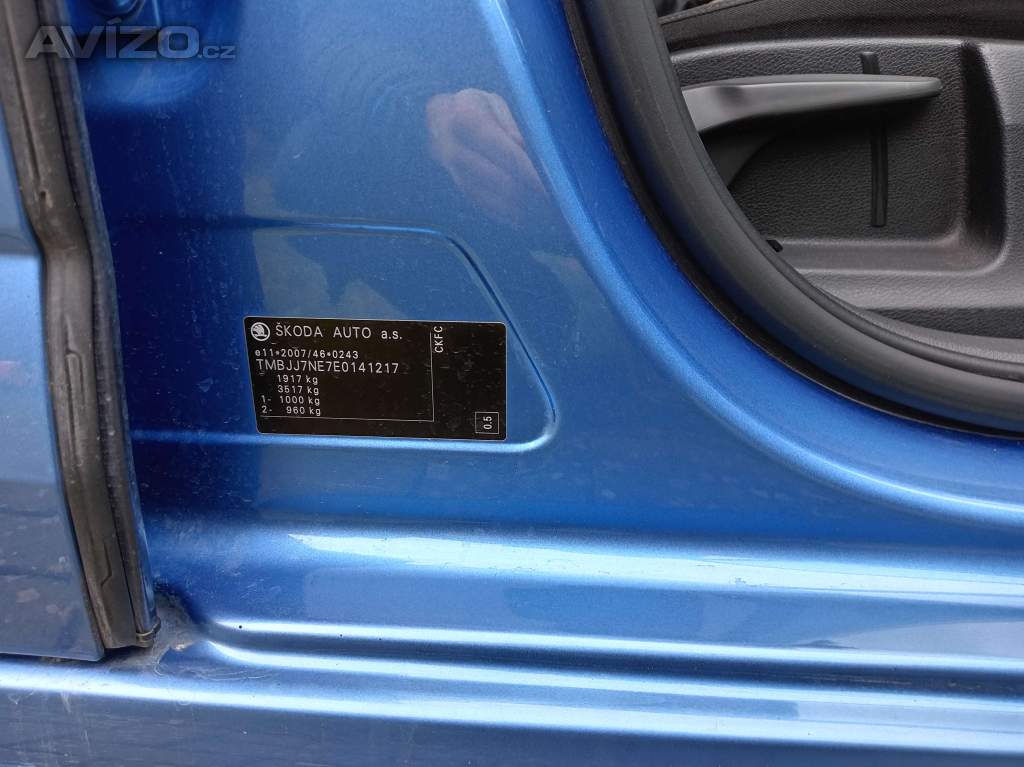 AVÍZO.cz
ŠKODA AUTO a.s.
e11*2007/46*0243
TMBJJ7NE7E0141217
1917 kg
3517 kg
1- 1000 kg
2- 960 kg
CKFC
0.5